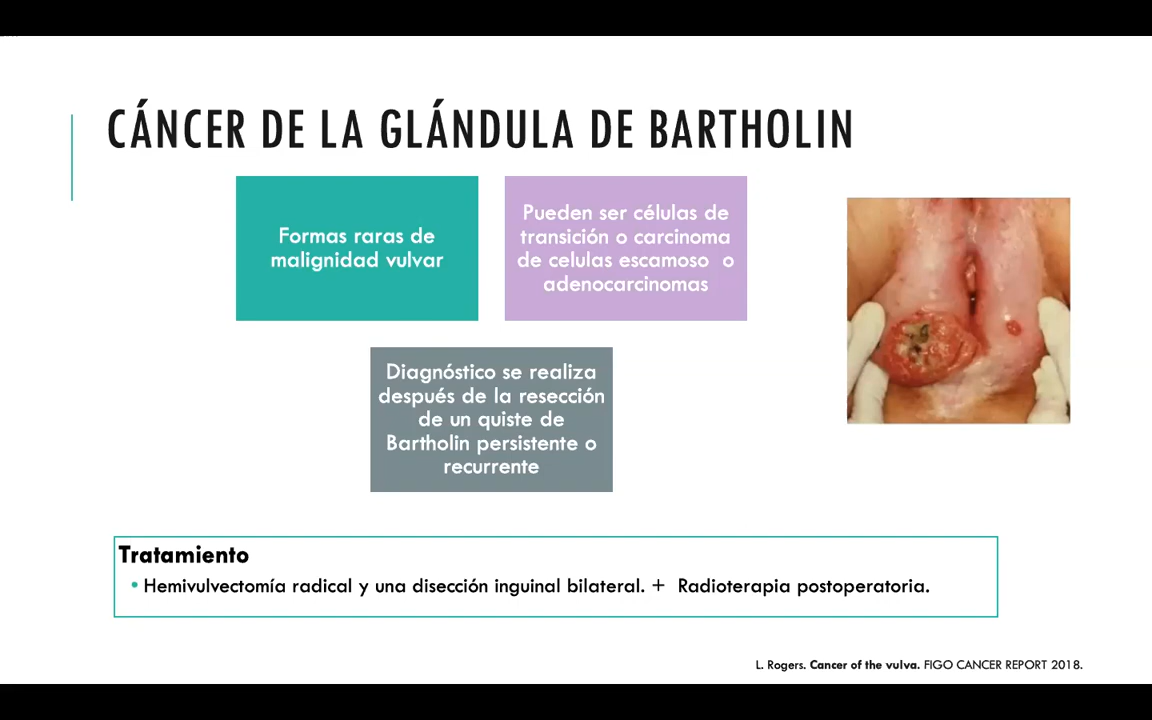 CÁNCER DE LA GLÁNDULA DE BARTHOLIN
Formas raras de
malignidad vulvar
Pueden ser células de
transición o carcinoma
de celulas escamoso o
adenocarcinomas
Diagnóstico se realiza
después de la resección
de un quiste de
Bartholin persistente o
recurrente
Tratamiento
• Hemivulvectomía radical y una disección inguinal bilateral. + Radioterapia postoperatoria.
L. Rogers. Cancer of the vulva. FIGO CANCER REPORT 2018.